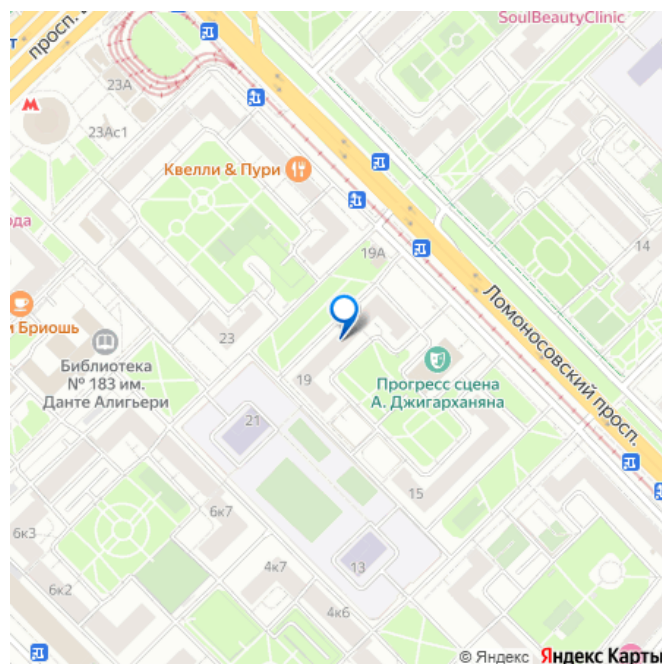 SoulBeautyClinic
просп.
т
23А
М
23Ас1
Квелли & Пури
ода
14
19А
Ломоносовский просп.
Бриошь
23
Библиотека
№ 183 им.
Данте Алигьери
19
Прогресс сцена
А. Джигарханяна
21
15
6к7
6к3
4к7
13
6к2
4к6
© Яндекс Яндекс Карты